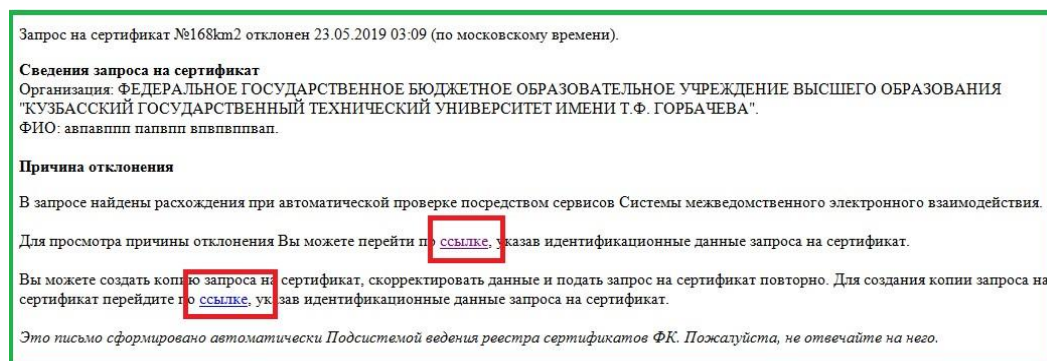 Запрос на сертификат №168km2 отклонен 23.05.2019 03:09 (по московскому времени).
Сведения запроса на сертификат
Организация: ФЕДЕРАЛЬНОЕ ГОСУДАРСТВЕННОЕ БЮДЖЕТНОЕ ОБРАЗОВАТЕЛЬНОЕ УЧРЕЖДЕНИЕ ВЫСШЕГО ОБРАЗОВАНИЯ
"КУЗБАССКИЙ ГОСУДАРСТВЕННЫЙ ТЕХНИЧЕСКИЙ УНИВЕРСИТЕТ ИМЕНИ Т.Ф. ГОРБАЧЕВА".
ФИО: авпавппп папвпп впвпвппвап.
Причина отклонения
В запросе найдены расхождения при автоматической проверке посредством сервисов Системы межведомственного электронного взаимодействия.
Для просмотра причины отклонения Вы можете перейти по ссылке, указав идентификационные данные запроса на сертификат.
Вы можете создать копию запроса на сертификат, скорректировать данные и подать запрос на сертификат повторно. Для создания копии запроса на
сертификат перейдите по ссылке, указав идентификационные данные запроса на сертификат.
Это письмо сформировано автоматически Подсистемой ведения реестра сертификатов ФК. Пожалуйста, не отвечайте на него.